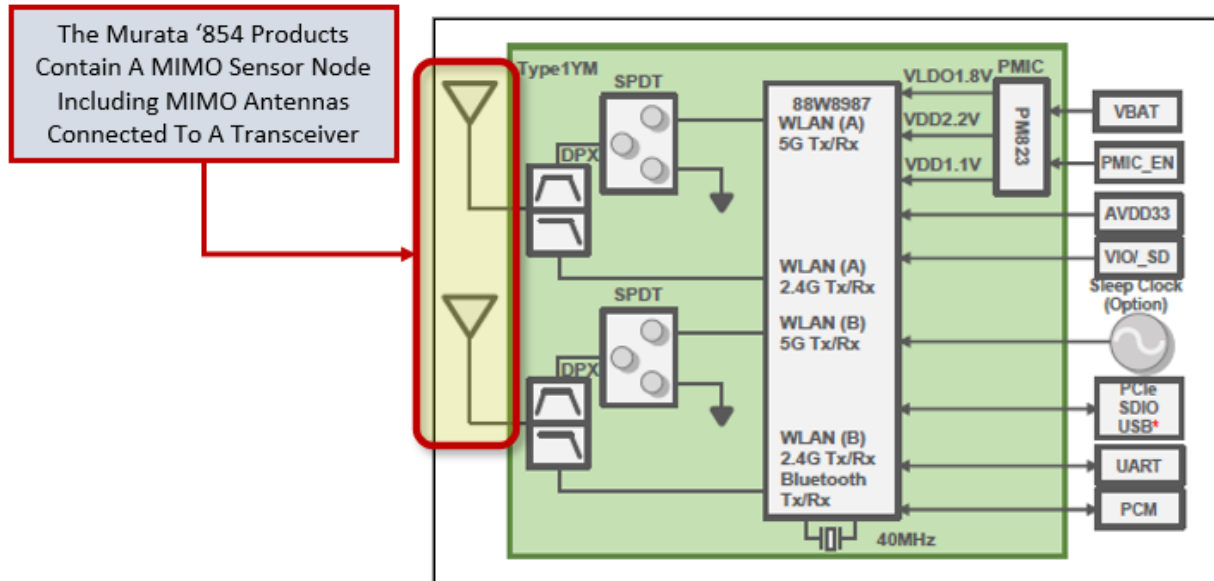 The Murata ‘854 Products
Contain A MIMO Sensor Node
Including MIMO Antennas
Connected To A Transceiver
Type1YM
SPDT
DPX
88W8987
WLAN (A)
5G Tx/Rx
WLAN (A)
2.4G Tx/Rx
SPDT
DPX
WLAN (B)
5G Tx/Rx
WLAN (B)
2.4G Tx/Rx
Bluetooth
Tx/Rx
40MHz
VLDO1.8V
VDD2.2V
VDD1.1V
PMIC
PM823
VBAT
PMIC_EN
AVDD33
VIO/_SD
Sleep Clock
(Option)
PCIe
SDIO
USB*
UART
PCM